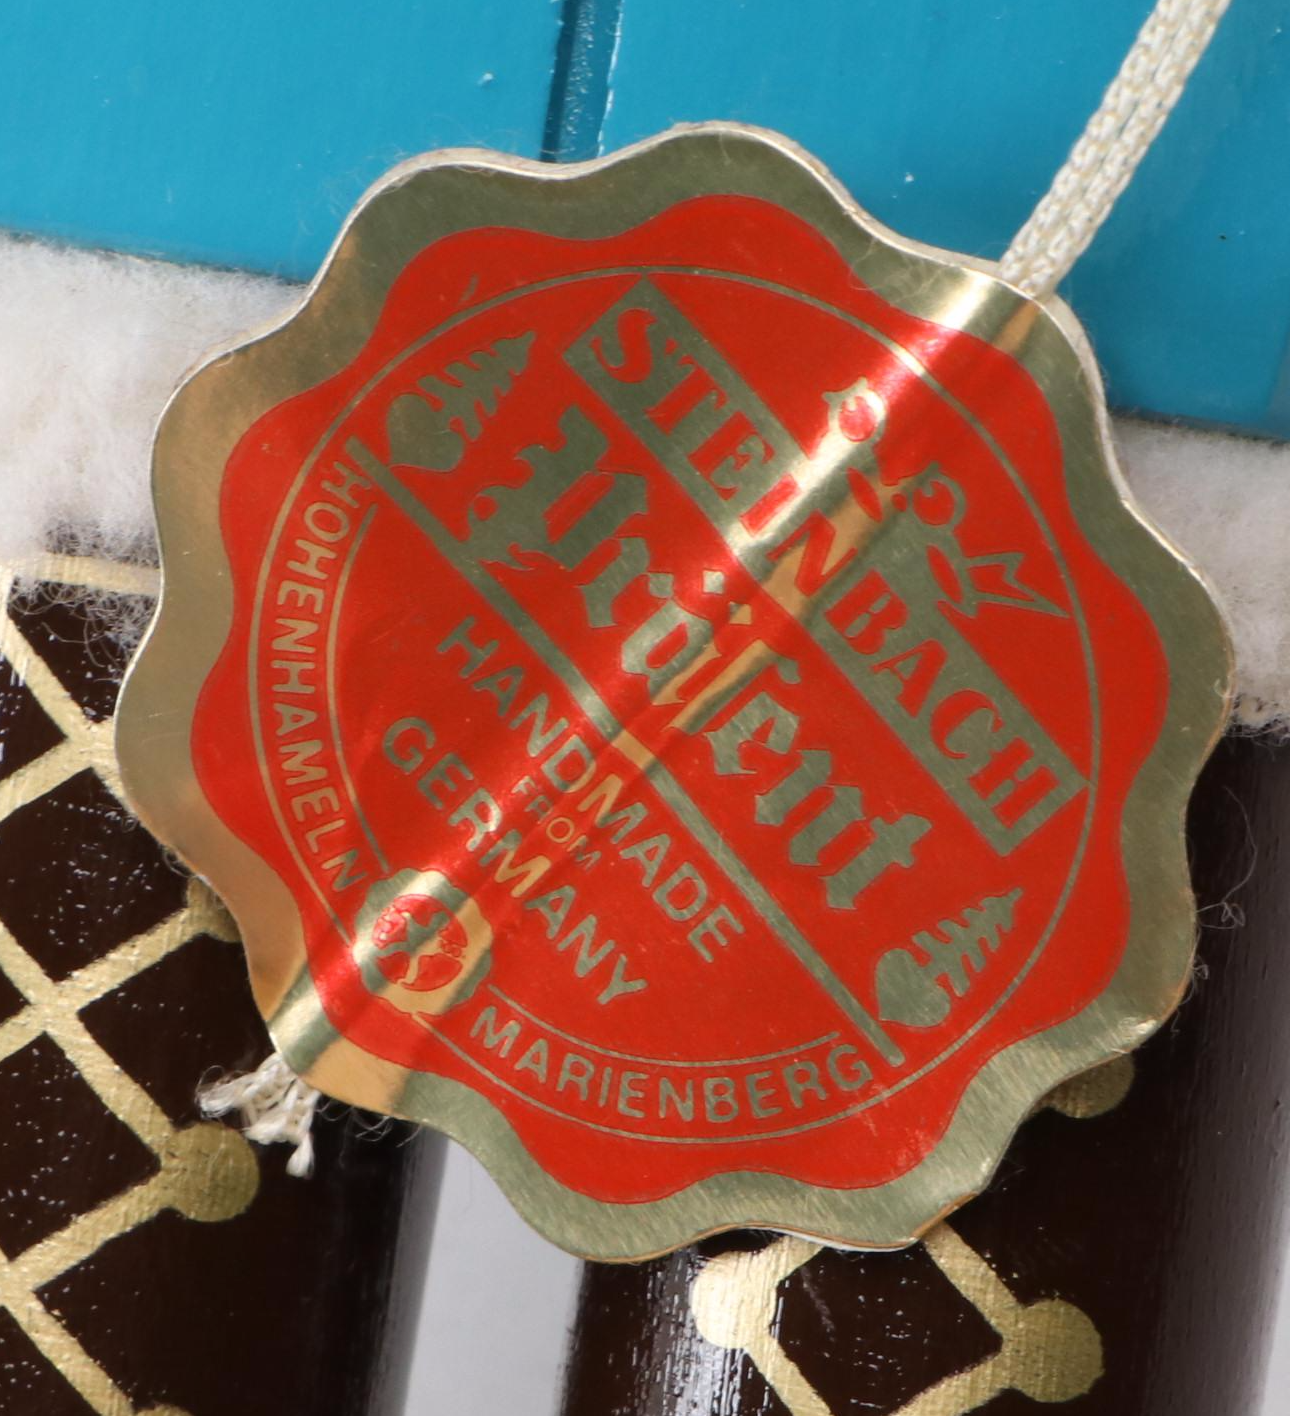 STEINBACH
Präsent
HANDMADE
FROM
GERMANY
HOHENHAMELN
MARIENBERG